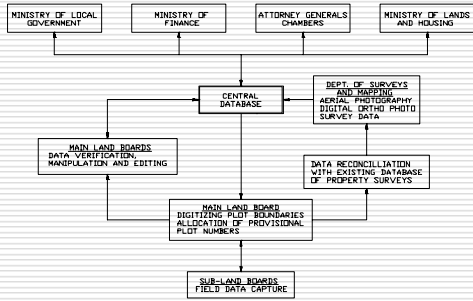 MINISTRY OF LOCAL
GOVERNMENT
MINISTRY OF
FINANCE
ATTORNEY GENERALS
CHAMBERS
MINISTRY OF LANDS
AND HOUSING
CENTRAL
DATABASE
DEPT. OF SURVEYS
AND MAPPING
AERIAL PHOTOGRAPHY
DIGITAL ORTHO PHOTO
SURVEY DATA
MAIN LAND BOARDS
DATA VERIFICATION,
MANIPULATION AND EDITING
DATA RECONCILLIATION
WITH EXISTING DATABASE
OF PROPERTY SURVEYS
MAIN LAND BOARD
DIGITIZING PLOT BOUNDARIES
ALLOCATION OF PROVISIONAL
PLOT NUMBERS
SUB-LAND BOARDS
FIELD DATA CAPTURE